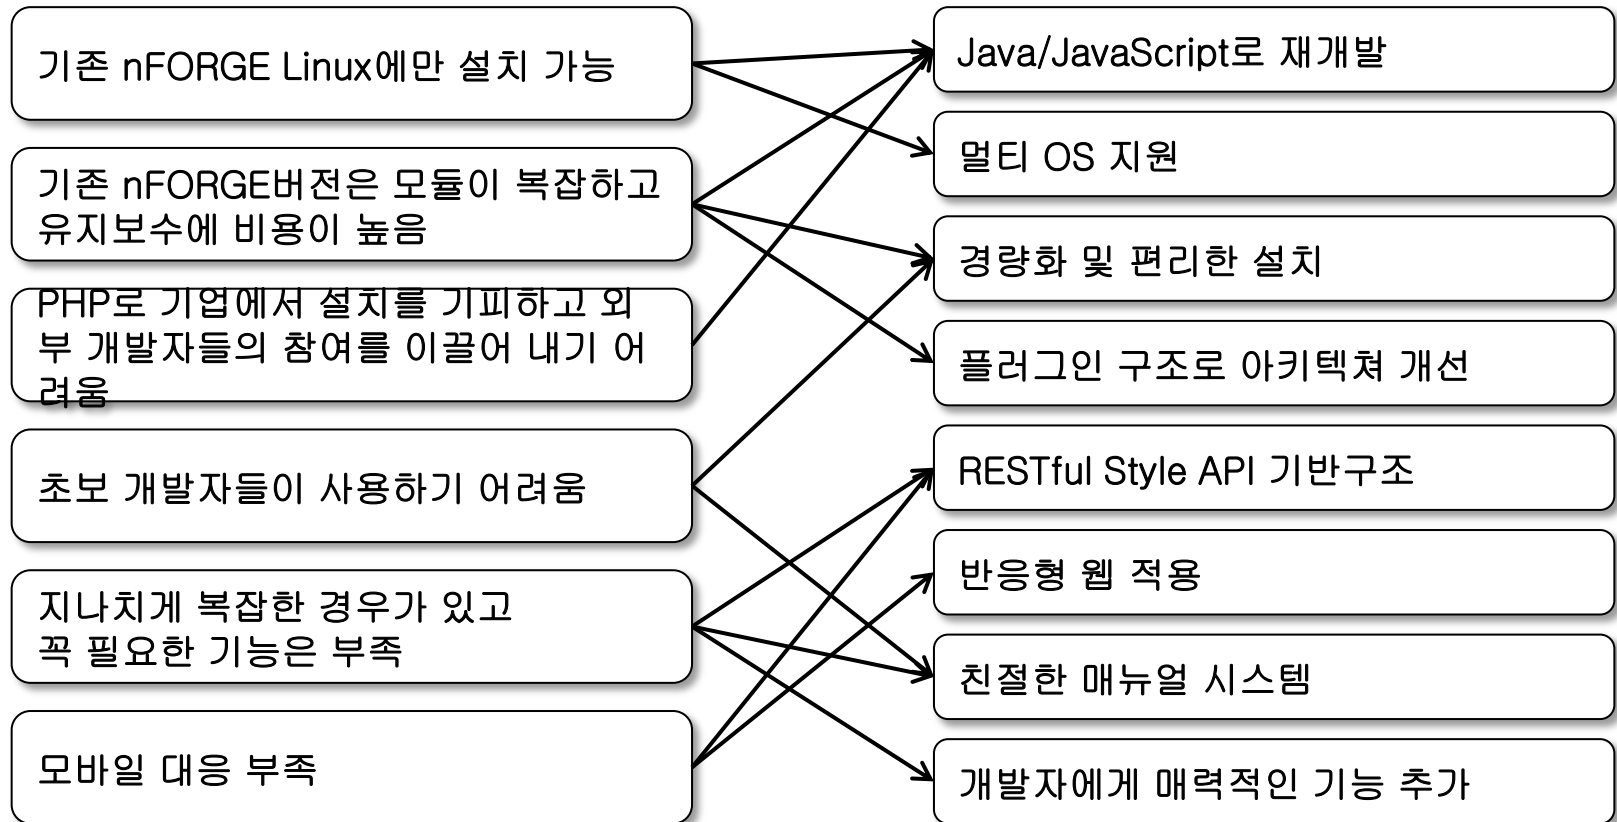 기존 nFORGE Linux에만 설치 가능
기존 nFORGE버전은 모듈이 복잡하고
유지보수에 비용이 높음
PHP로 기업에서 설치를 기피하고 외
부 개발자들의 참여를 이끌어 내기 어
려움
초보 개발자들이 사용하기 어려움
지나치게 복잡한 경우가 있고
꼭 필요한 기능은 부족
모바일 대응 부족
Java/JavaScript로 재개발
멀티 OS 지원
경량화 및 편리한 설치
플러그인 구조로 아키텍쳐 개선
RESTful Style API 기반구조
반응형 웹 적용
친절한 매뉴얼 시스템
개발자에게 매력적인 기능 추가